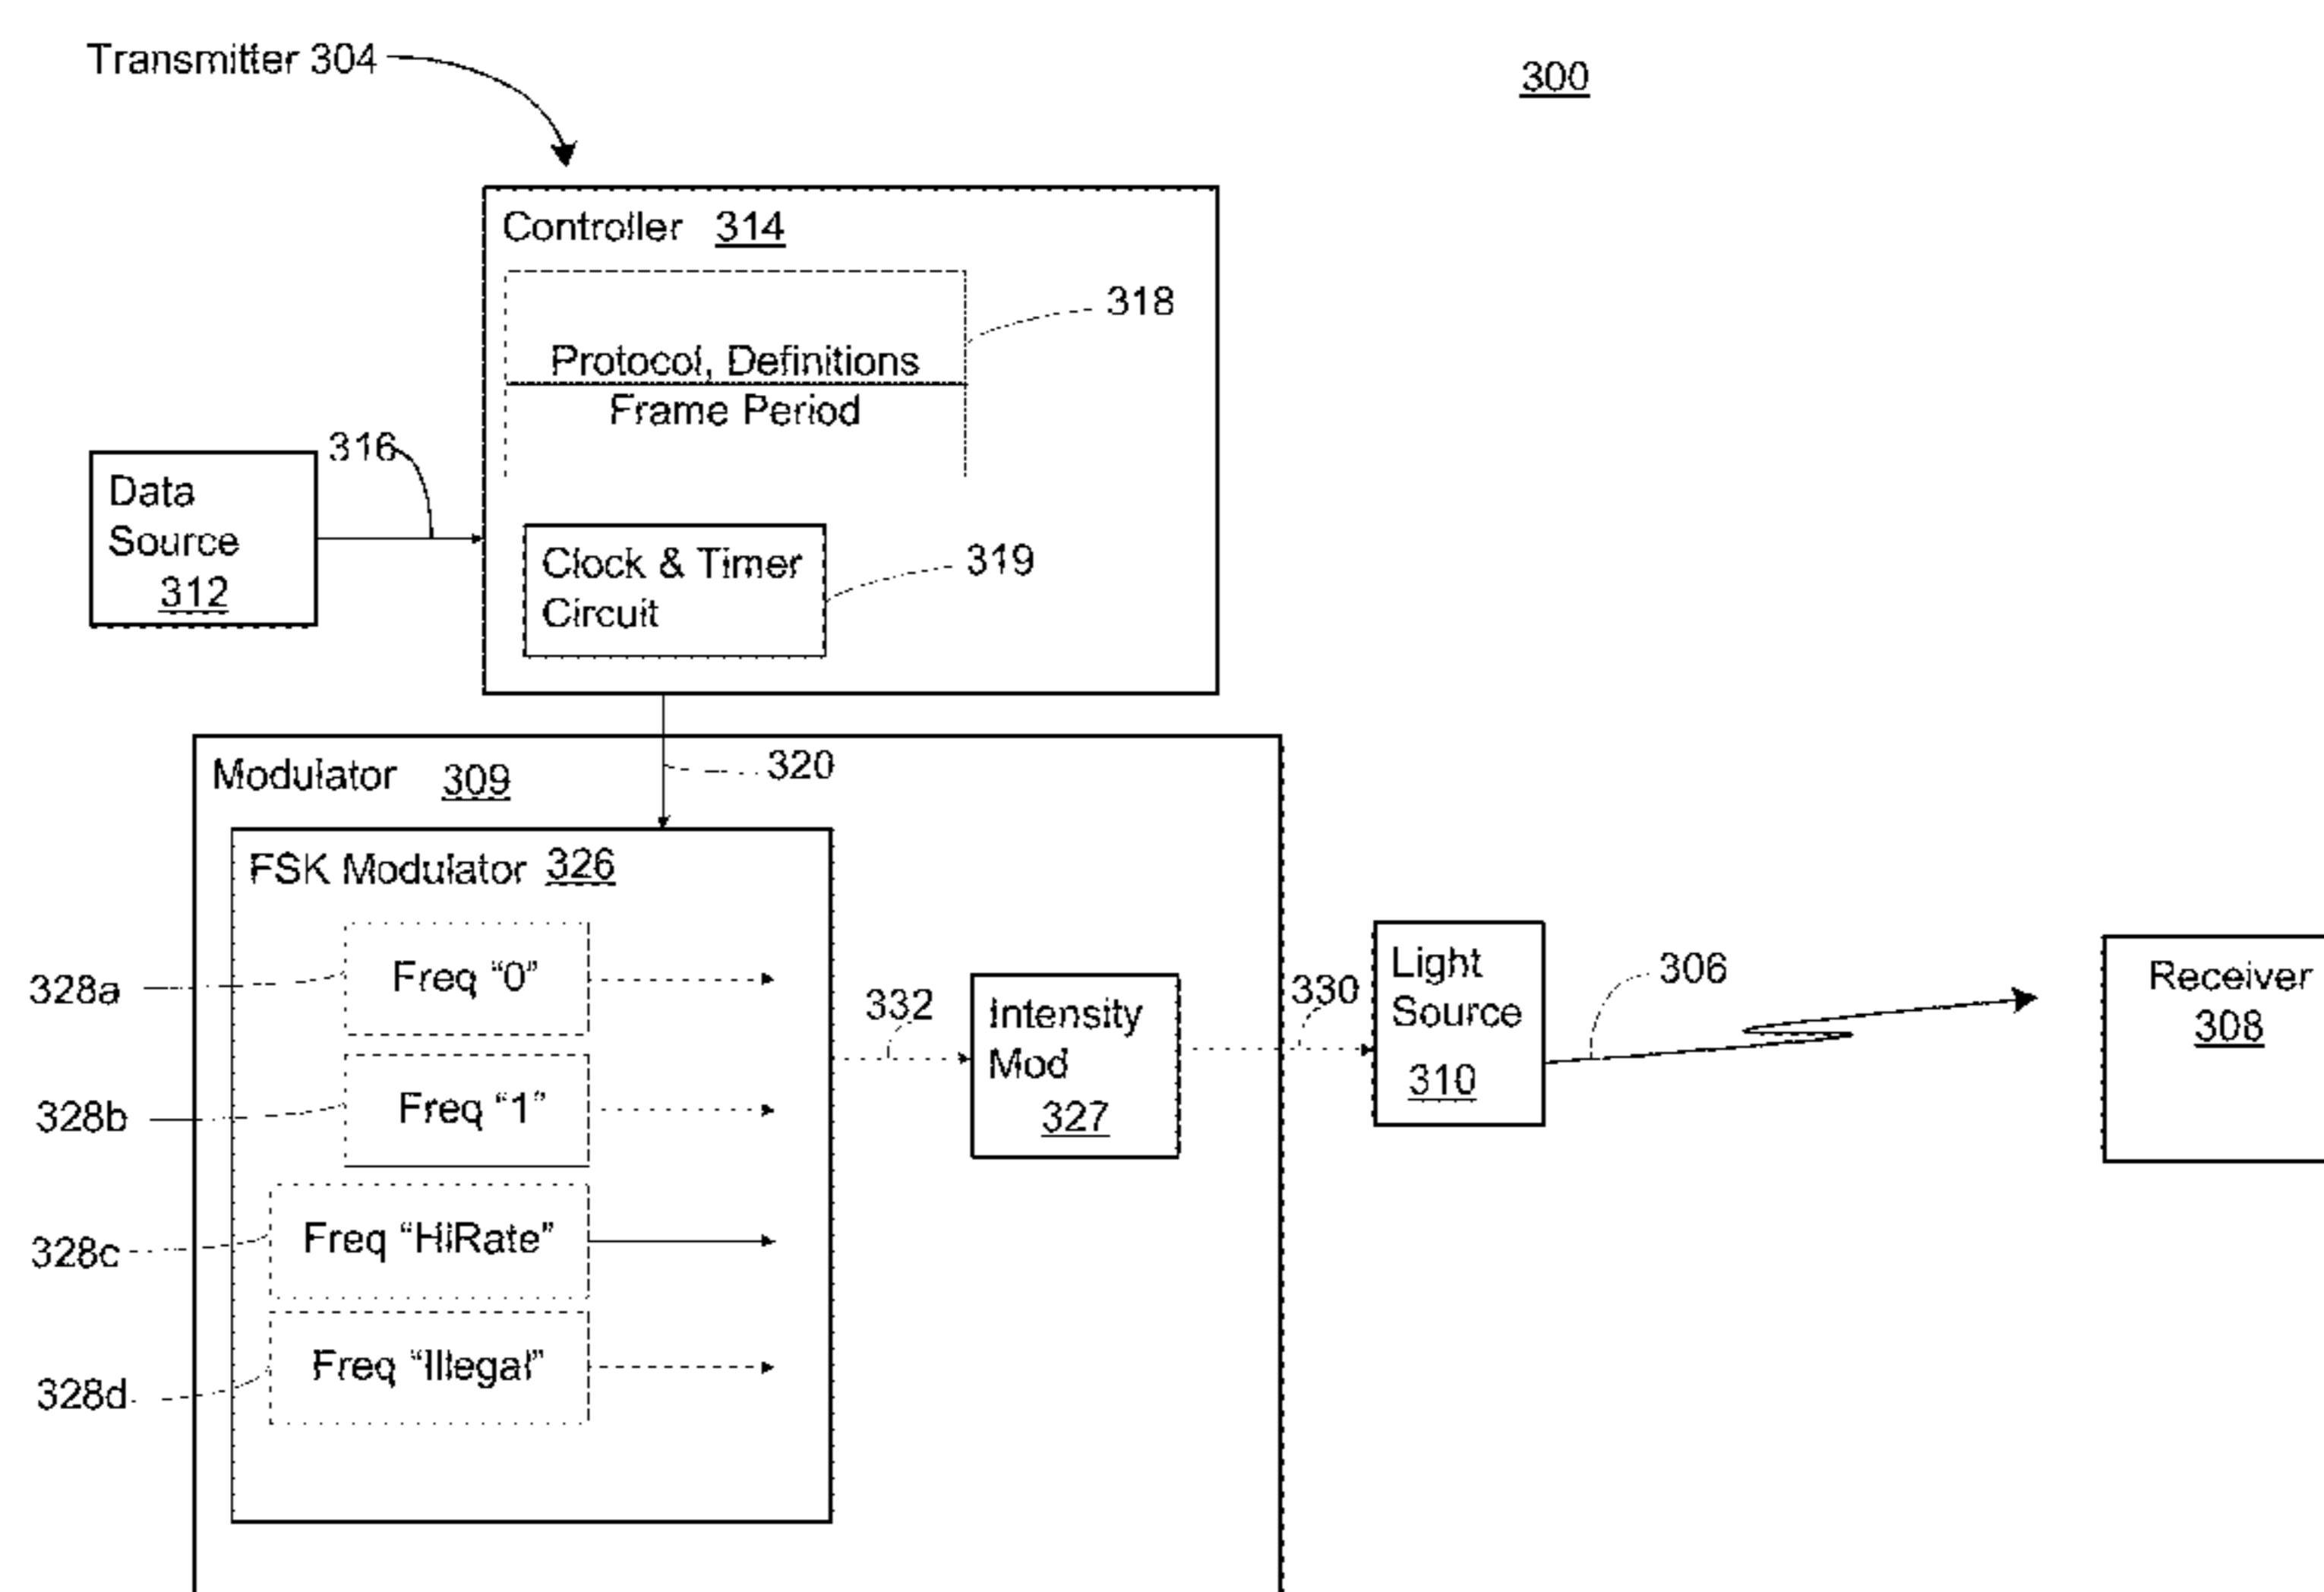 Transmitter 304
300
Controller 314
318
Protocol, Definitions
Frame Period
316
Data
Source
312
Clock & Timer
Circuit
319
320
Modulator 309
FSK Modulator 326
328a
Freq “0”
328b
Freq “1”
328c
Freq “HiRate”
328d
Freq “Illegal”
332
Intensity
Mod
327
330
Light
Source
310
306
Receiver
308